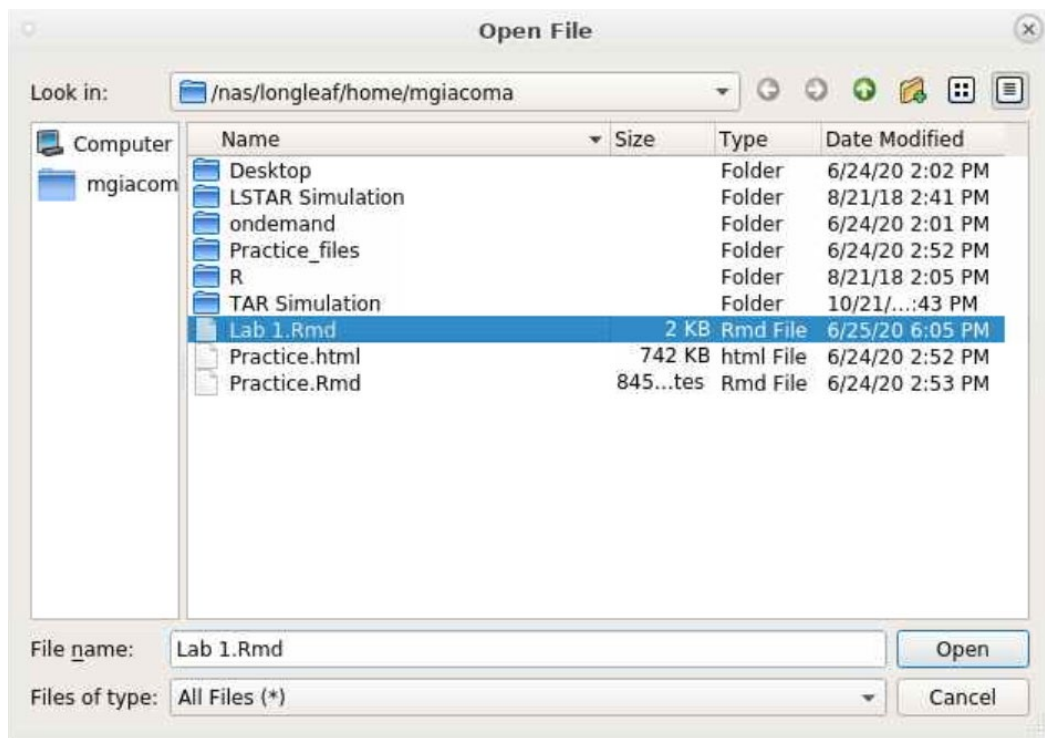 Open File
Look in: /nas/longleaf/home/mgiacoma
Computer
mgiacom
Name Size Type Date Modified
Desktop Folder 6/24/20 2:02 PM
LSTAR Simulation Folder 8/21/18 2:41 PM
ondemand Folder 6/24/20 2:01 PM
Practice_files Folder 6/24/20 2:52 PM
R Folder 8/21/18 2:05 PM
TAR Simulation Folder 10/21/...:43 PM
Lab 1.Rmd 2 KB Rmd File 6/25/20 6:05 PM
Practice.html 742 KB html File 6/24/20 2:52 PM
Practice.Rmd 845...tes Rmd File 6/24/20 2:53 PM
File name: Lab 1.Rmd Open
Files of type: All Files (*) Cancel